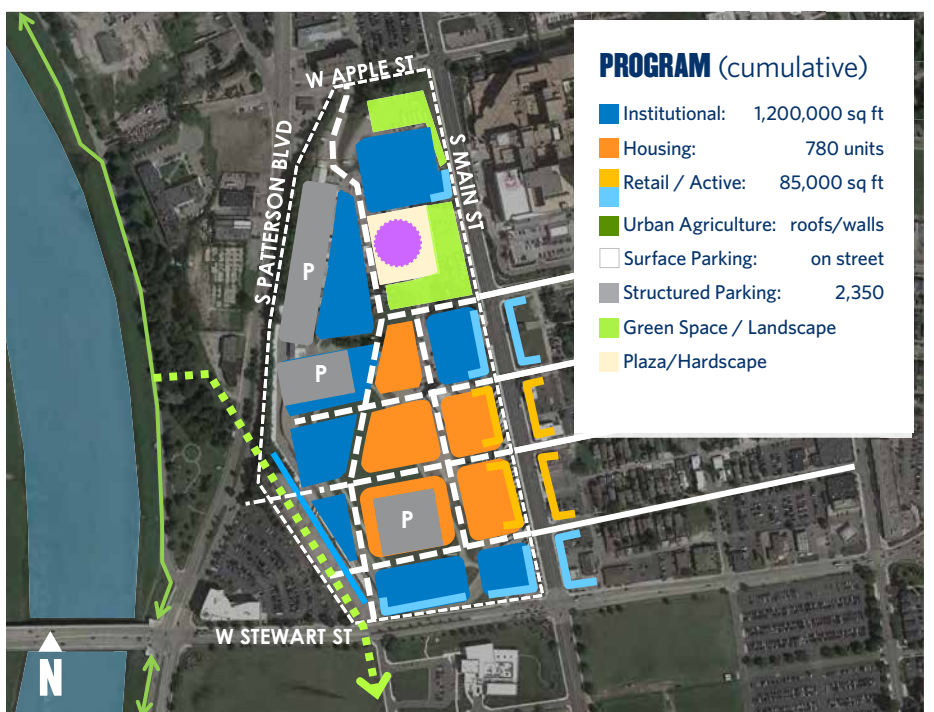 PROGRAM (cumulative)
Institutional: 1,200,000 sq ft
Housing: 780 units
Retail / Active: 85,000 sq ft
Urban Agriculture: roofs/walls
Surface Parking: on street
Structured Parking: 2,350
Green Space / Landscape
Plaza/Hardscape
W APPLE ST
S PATTERSON BLVD
S MAIN ST
P
P
P
W STEWART ST
N